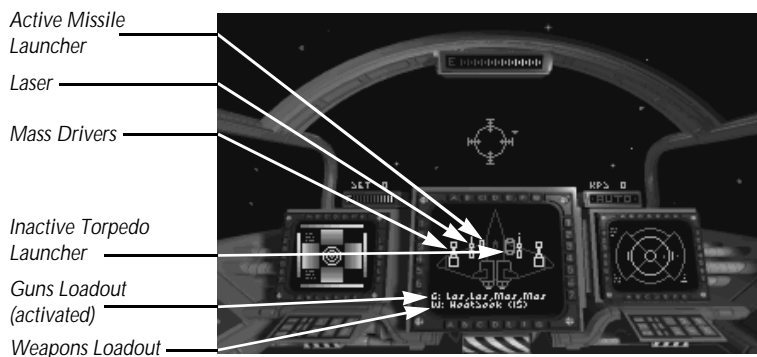 Active Missile
Launcher
Laser
Mass Drivers
Inactive Torpedo
Launcher
Guns Loadout
(activated)
Weapons Loadout
E
SET 0
KPS 0
AUTO
G: Las,Las,Mas,Mas
W: HeatSeek